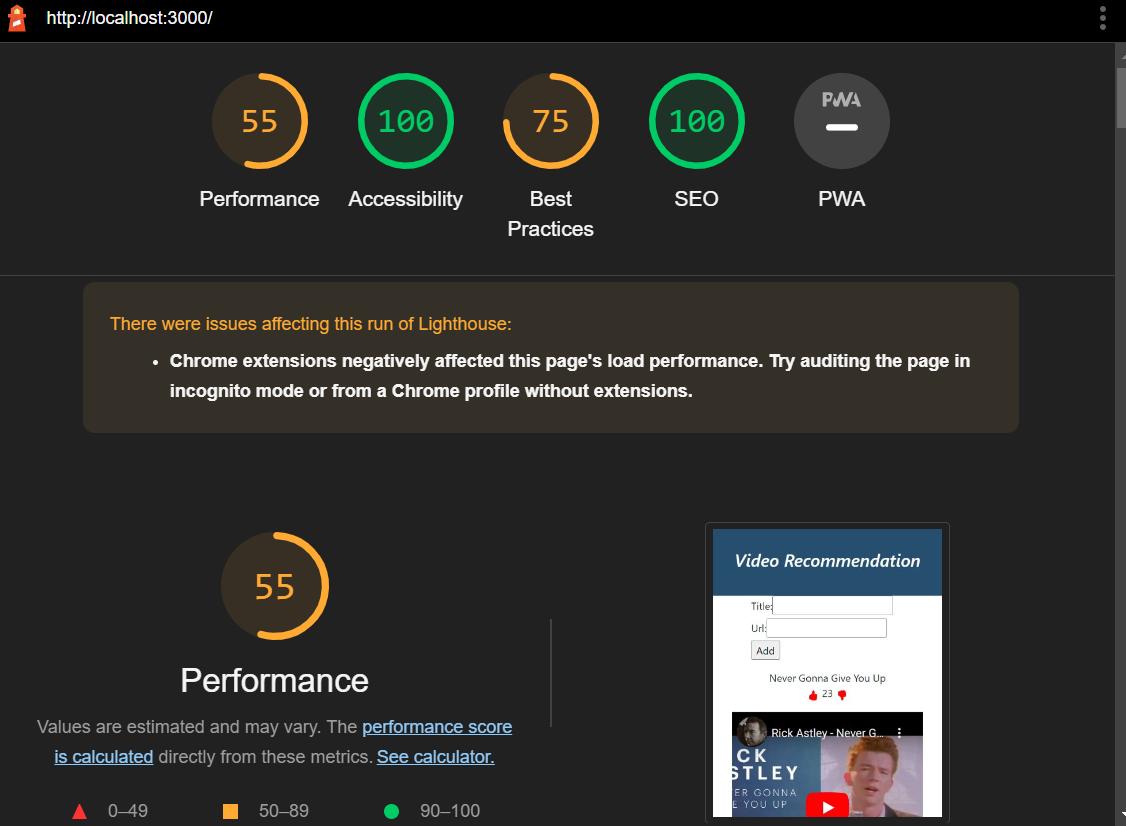 http://localhost:3000/
55
100
75
100
PWA
Performance
Accessibility
Best
Practices
SEO
PWA
There were issues affecting this run of Lighthouse:
Chrome extensions negatively affected this page's load performance. Try auditing the page in
incognito mode or from a Chrome profile without extensions.
55
Performance
Values are estimated and may vary. The performance score
is calculated directly from these metrics. See calculator.
0–49
50–89
90–100
Video Recommendation
Title:
Url:
Add
Never Gonna Give You Up
23
Rick Astley - Never G...
CK
STLEY
ER GONNA
E YOU UP